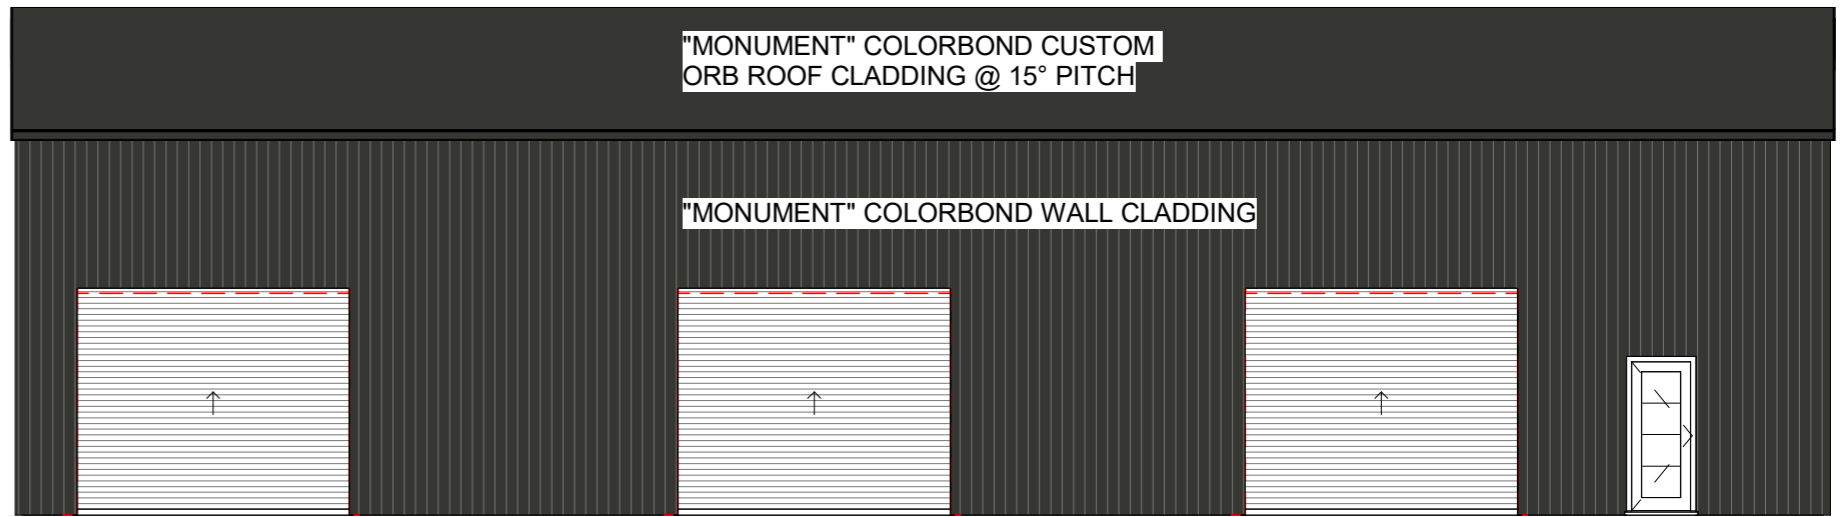 "MONUMENT" COLORBOND CUSTOM
ORB ROOF CLADDING @ 15° PITCH
"MONUMENT" COLORBOND WALL CLADDING